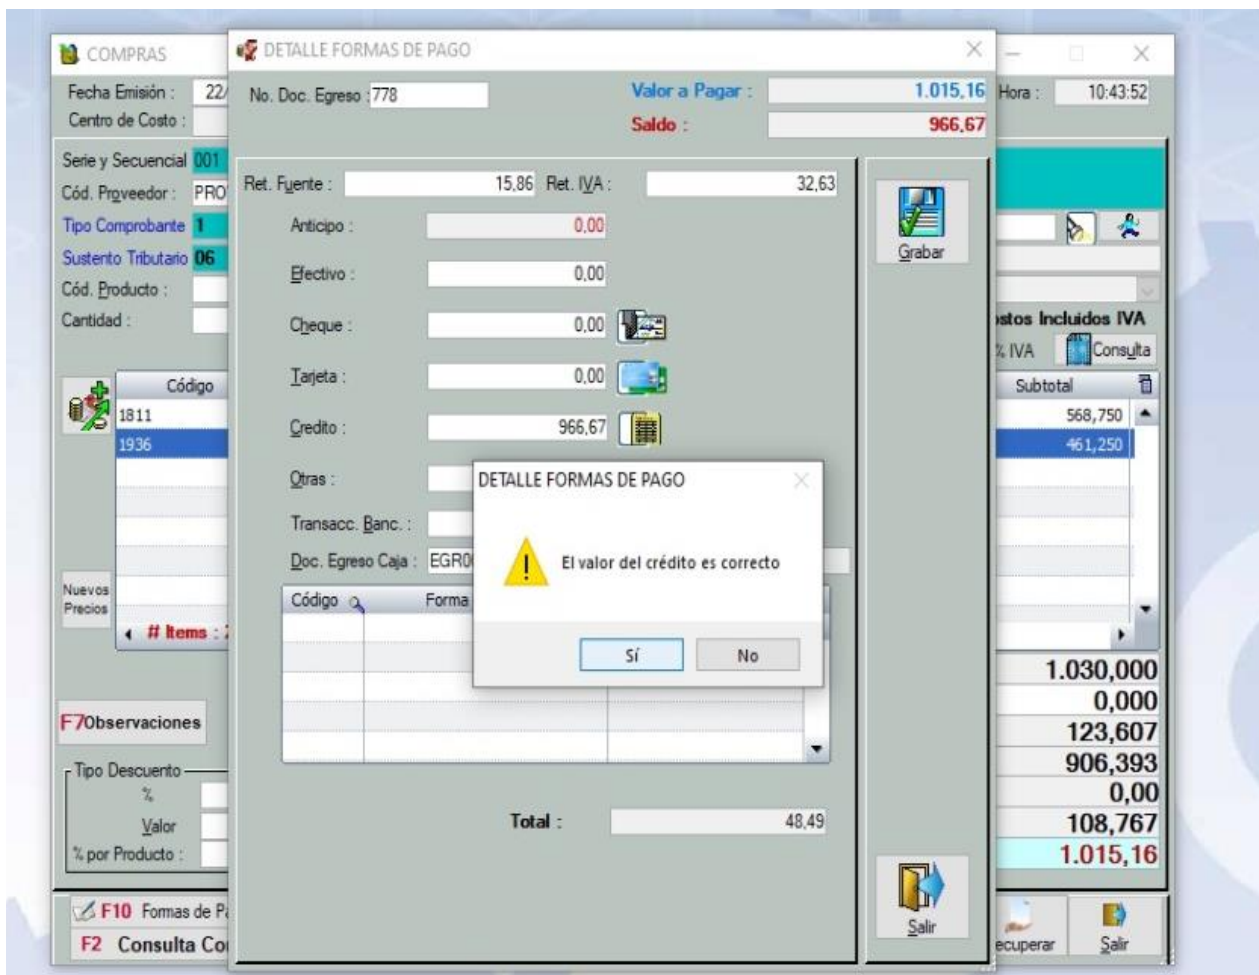 COMPRAS
DETALLE FORMAS DE PAGO
Fecha Emisión : 22/
No. Doc. Egreso : 778
Valor a Pagar : 1.015,16
Hora : 10:43:52
Centro de Costo :
Saldo : 966,67
Serie y Secuencial 001
Cód. Proveedor : PRO
Tipo Comprobante 1
Sustento Tributario 06
Cód. Producto :
Cantidad :
Ret. Fuente : 15,86 Ret. IVA : 32,63
Anticipo : 0,00
Efectivo : 0,00
Cheque : 0,00
Tarjeta : 0,00
Credito : 966,67
Otras :
Transacc. Banc. :
Doc. Egreso Caja : EGR00
Grabar
ostos Incluidos IVA
% IVA Consulta
Código
Subtotal
1811
568,750
1936
461,250
DETALLE FORMAS DE PAGO
El valor del crédito es correcto
Sí No
Código Forma
Nuevos
Precios
# Items :
F7 Observaciones
Tipo Descuento
%
Valor
% por Producto :
Total : 48,49
1.030,000
0,000
123,607
906,393
0,00
108,767
1.015,16
F10 Formas de Pa
F2 Consulta Co
Salir
ecuperar
Salir